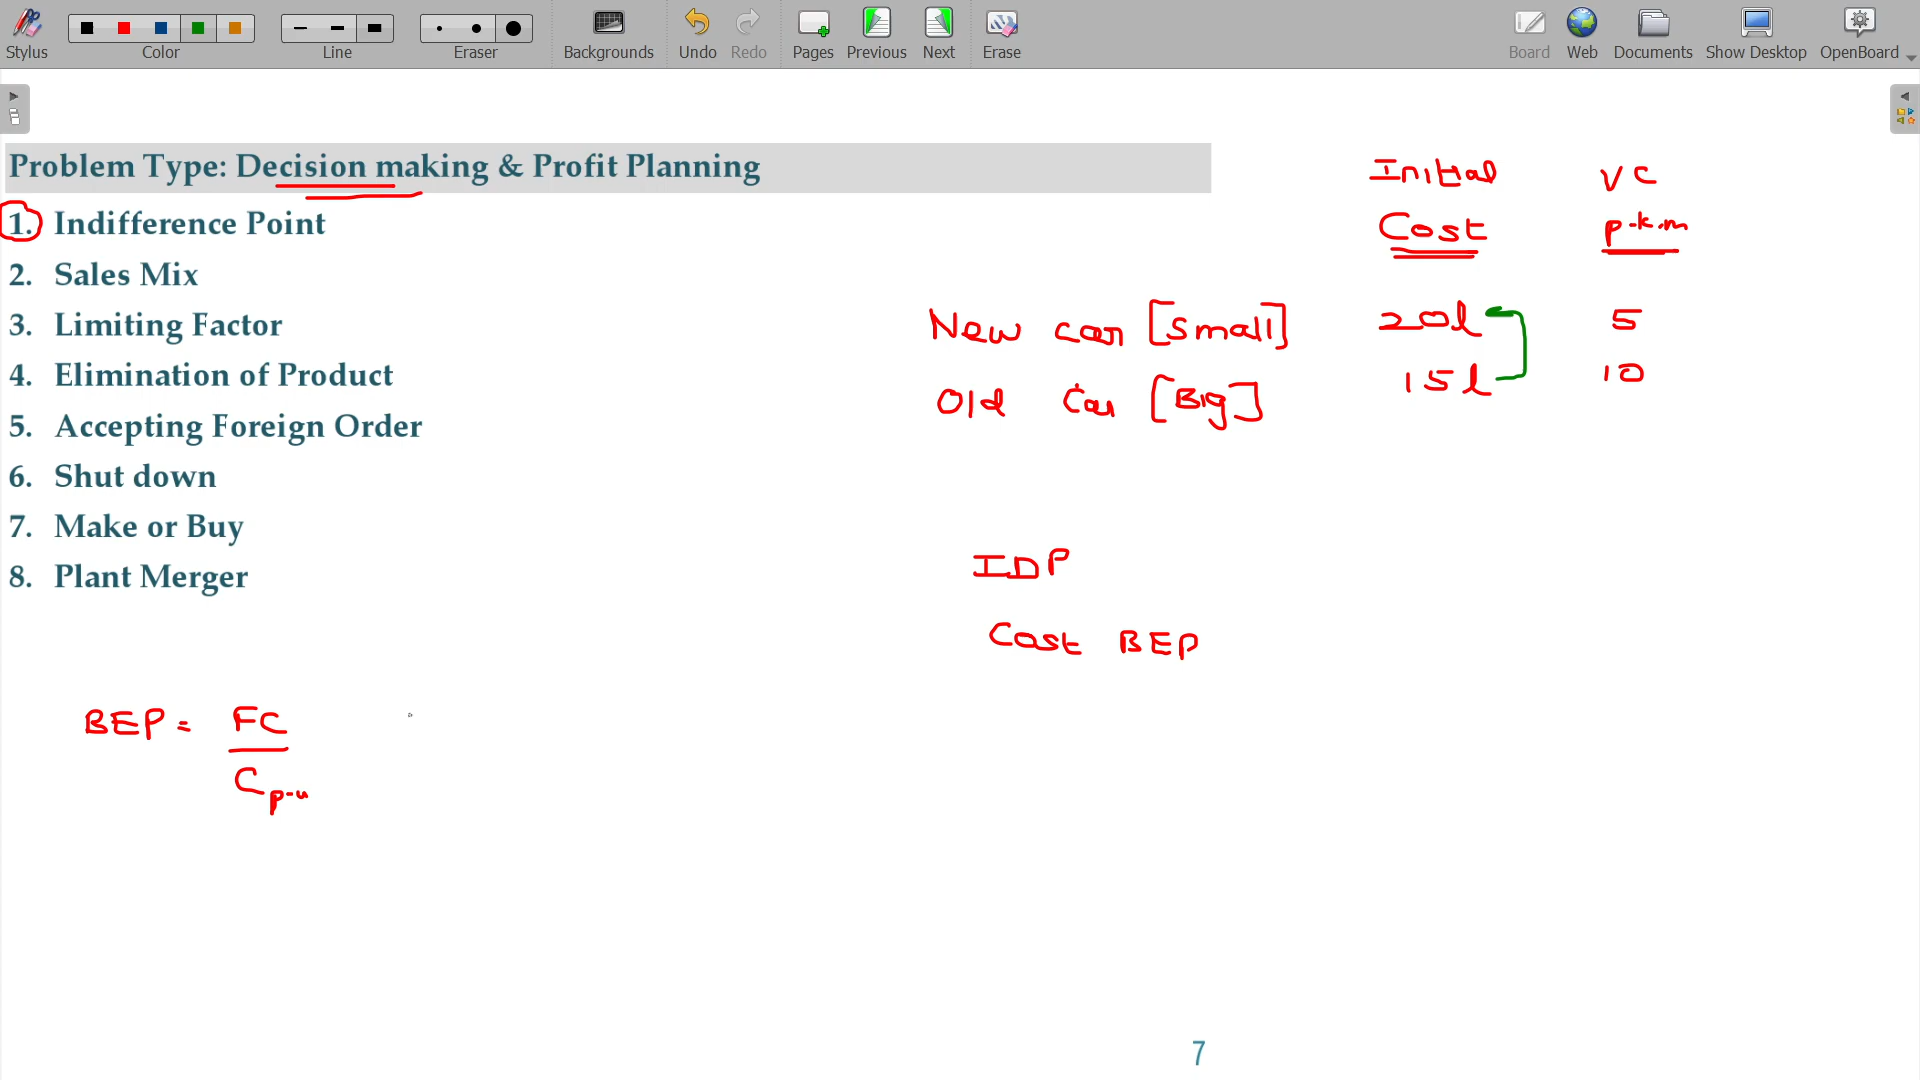 Stylus Color Line Eraser Backgrounds Undo Redo Pages Previous Next Erase Board Web Documents Show Desktop OpenBoard
Problem Type: Decision making & Profit Planning
1. Indifference Point
2. Sales Mix
3. Limiting Factor
4. Elimination of Product
5. Accepting Foreign Order
6. Shut down
7. Make or Buy
8. Plant Merger
Initial VC
Cost p.k.m
New car [Small] 20l 5
Old Car [Big] 15l 10
IDP
Cost BEP
BEP = FC
Cp.u
7